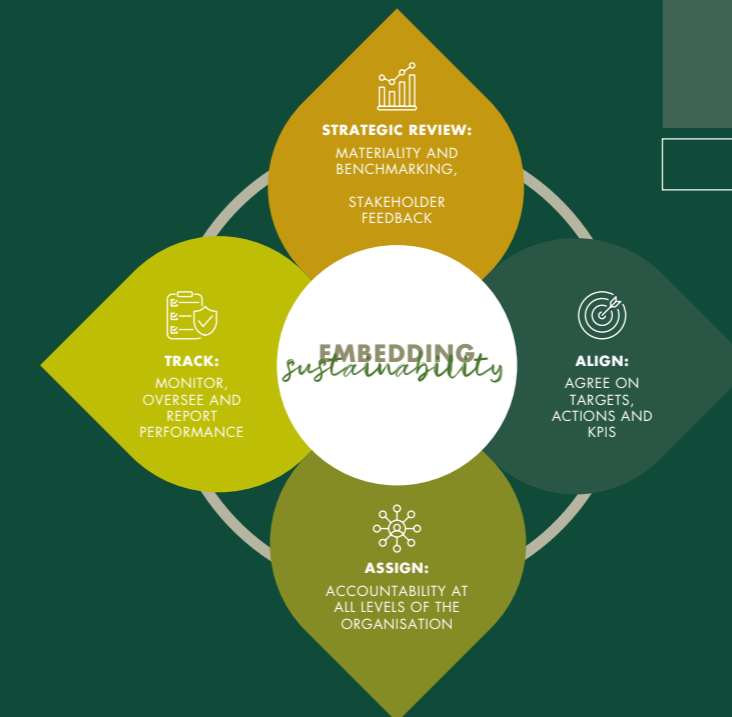 STRATEGIC REVIEW:
MATERIALITY AND
BENCHMARKING,
STAKEHOLDER
FEEDBACK
TRACK:
MONITOR,
OVERSEE AND
REPORT
PERFORMANCE
EMBEDDING
sustainability
ALIGN:
AGREE ON
TARGETS,
ACTIONS AND
KPIS
ASSIGN:
ACCOUNTABILITY AT
ALL LEVELS OF THE
ORGANISATION